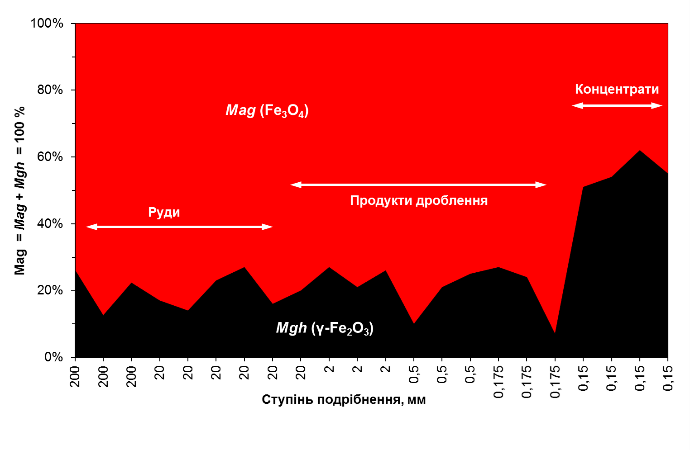 100%
80%
60%
40%
20%
0%
Mag = Mag + Mgh = 100 %
Mag (Fe₃O₄)
Концентрати
Продукти дроблення
Руди
Mgh (γ-Fe₂O₃)
200 200 200 20 20 20 20 20 20 2 2 2 0,5 0,5 0,5 0,175 0,175 0,175 0,15 0,15 0,15 0,15
Ступінь подрібнення, мм